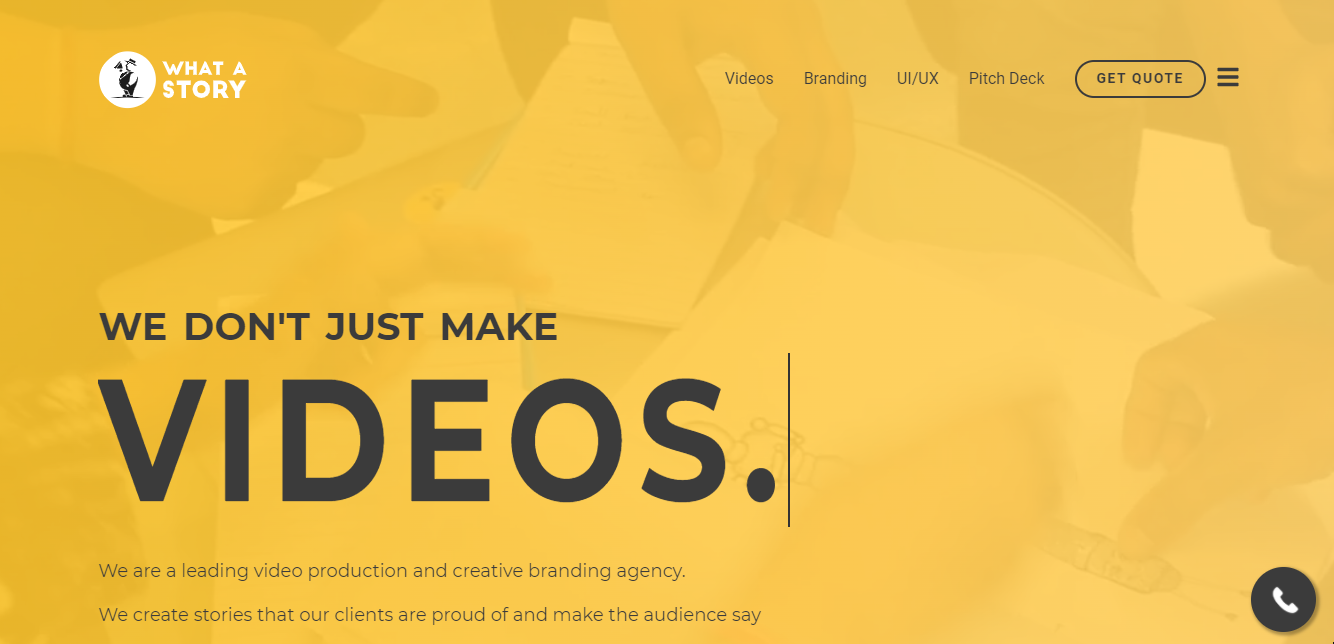 WHAT A
STORY
Videos Branding UI/UX Pitch Deck GET QUOTE
WE DON'T JUST MAKE
VIDEOS.
We are a leading video production and creative branding agency.
We create stories that our clients are proud of and make the audience say